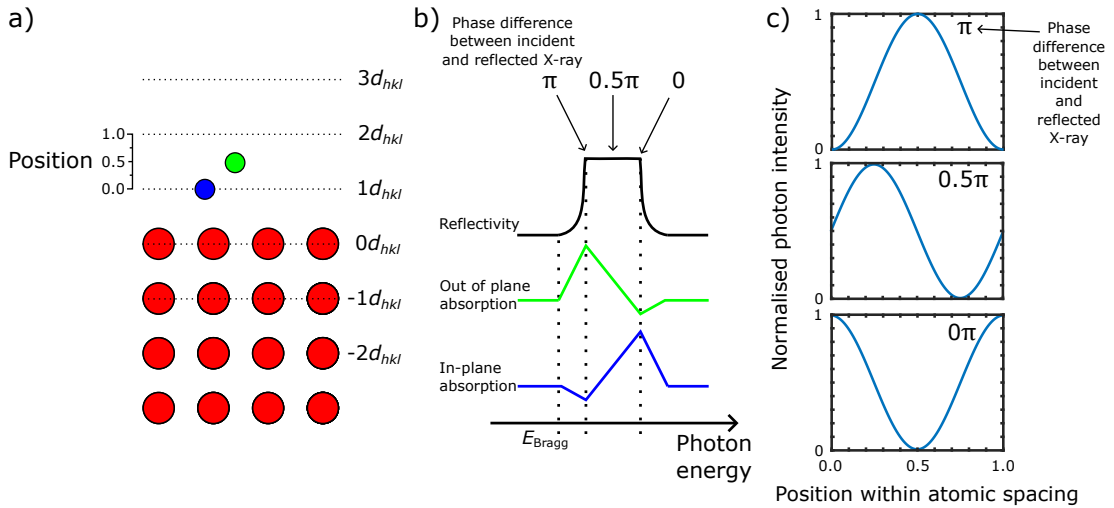 a)
3dhkl
2dhkl
1dhkl
0dhkl
-1dhkl
-2dhkl
Position
1.0
0.5
0.0
b)
Phase difference
between incident
and reflected X-ray
π
0.5π
0
Reflectivity
Out of plane
absorption
In-plane
absorption
EBragg
Photon
energy
c)
Normalised photon intensity
1
0
π
Phase
difference
between
incident
and
reflected
X-ray
1
0
0.5π
1
0
0π
0.0
0.5
1.0
Position within atomic spacing